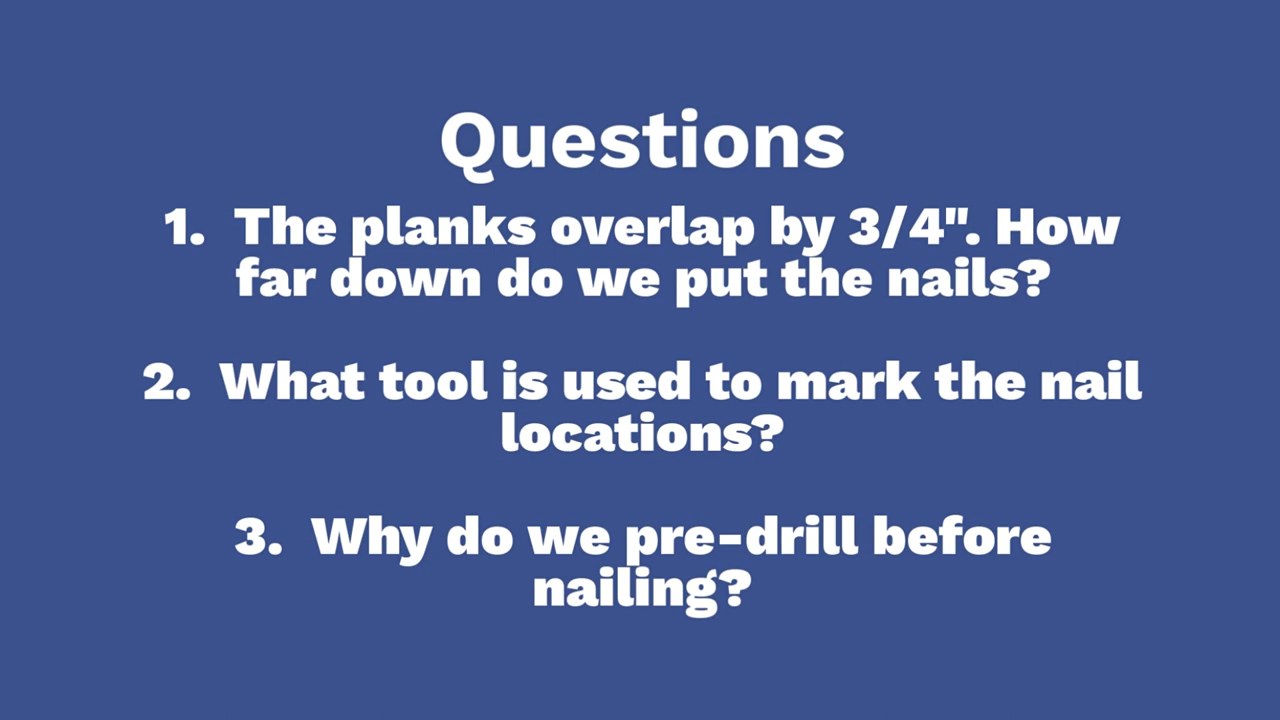 Questions
1. The planks overlap by 3/4". How
far down do we put the nails?
2. What tool is used to mark the nail
locations?
3. Why do we pre-drill before
nailing?